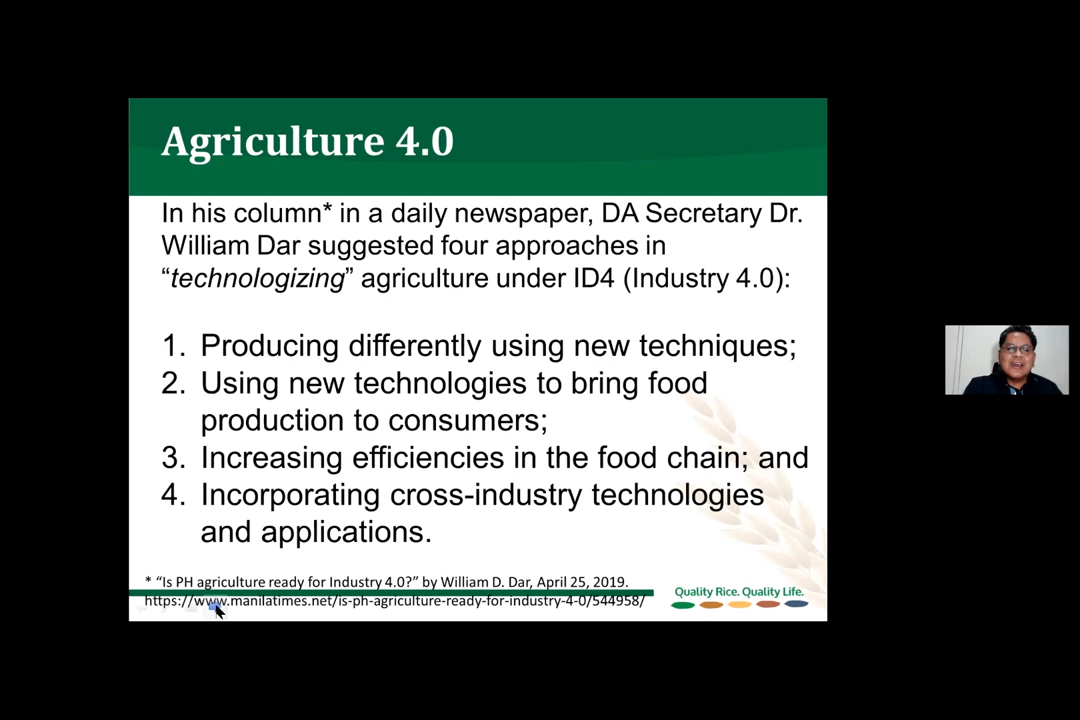 Agriculture 4.0
In his column* in a daily newspaper, DA Secretary Dr.
William Dar suggested four approaches in
“technologizing” agriculture under ID4 (Industry 4.0):
1. Producing differently using new techniques;
2. Using new technologies to bring food
production to consumers;
3. Increasing efficiencies in the food chain; and
4. Incorporating cross-industry technologies
and applications.
* “Is PH agriculture ready for Industry 4.0?” by William D. Dar, April 25, 2019.
https://www.manilatimes.net/is-ph-agriculture-ready-for-industry-4-0/544958/
Quality Rice. Quality Life.